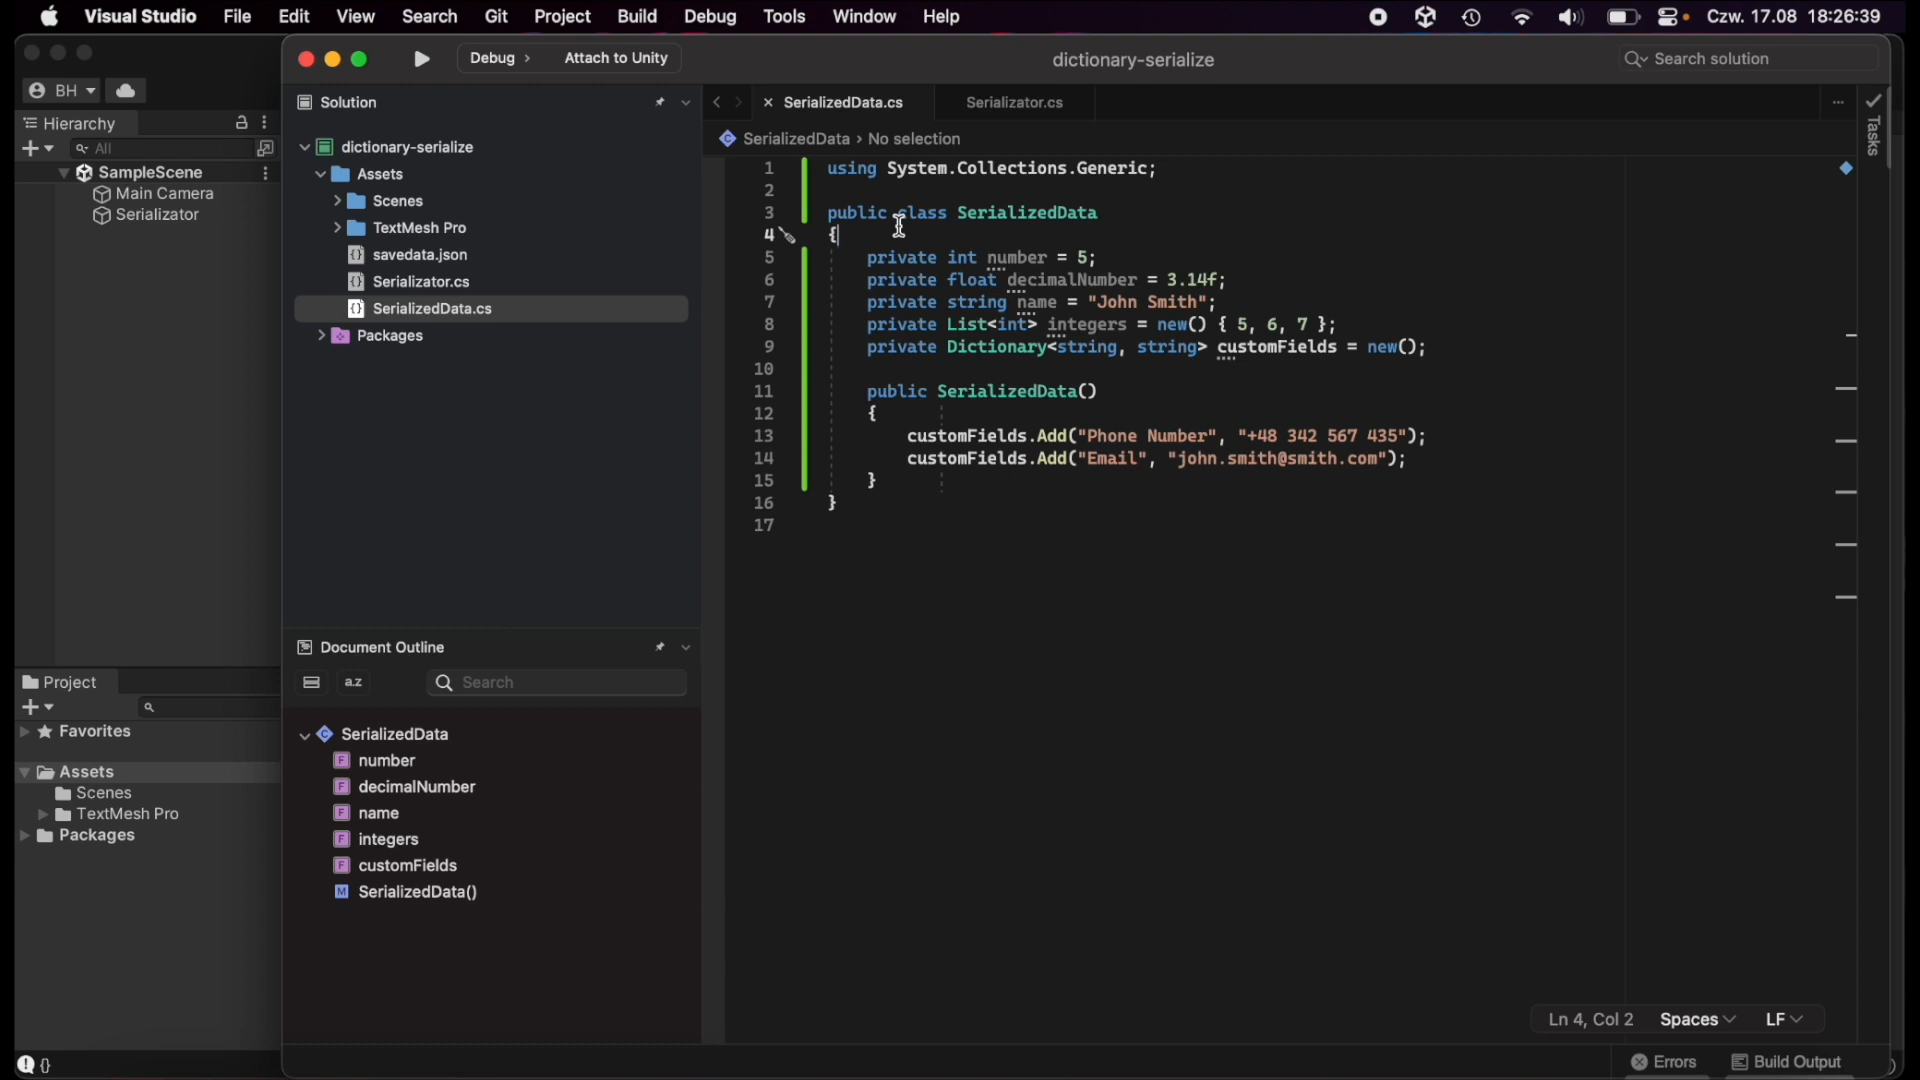 Visual Studio File Edit View Search Git Project Build Debug Tools Window Help Czw. 17.08 18:26:39
Debug > Attach to Unity dictionary-serialize Search solution
BH
Hierarchy
All
SampleScene
Main Camera
Serializator
Project
Favorites
Assets
Scenes
TextMesh Pro
Packages
{}
Solution
dictionary-serialize
Assets
Scenes
TextMesh Pro
savedata.json
Serializator.cs
SerializedData.cs
Packages
Document Outline
a.z Search
SerializedData
F number
F decimalNumber
F name
F integers
F customFields
M SerializedData()
SerializedData.cs Serializator.cs ...
SerializedData > No selection
1 using System.Collections.Generic;
2
3 public class SerializedData
4 {
5 private int number = 5;
6 private float decimalNumber = 3.14f;
7 private string name = "John Smith";
8 private List<int> integers = new() { 5, 6, 7 };
9 private Dictionary<string, string> customFields = new();
10
11 public SerializedData()
12 {
13 customFields.Add("Phone Number", "+48 342 567 435");
14 customFields.Add("Email", "john.smith@smith.com");
15 }
16 }
17
Tasks
Ln 4, Col 2 Spaces LF
Errors Build Output